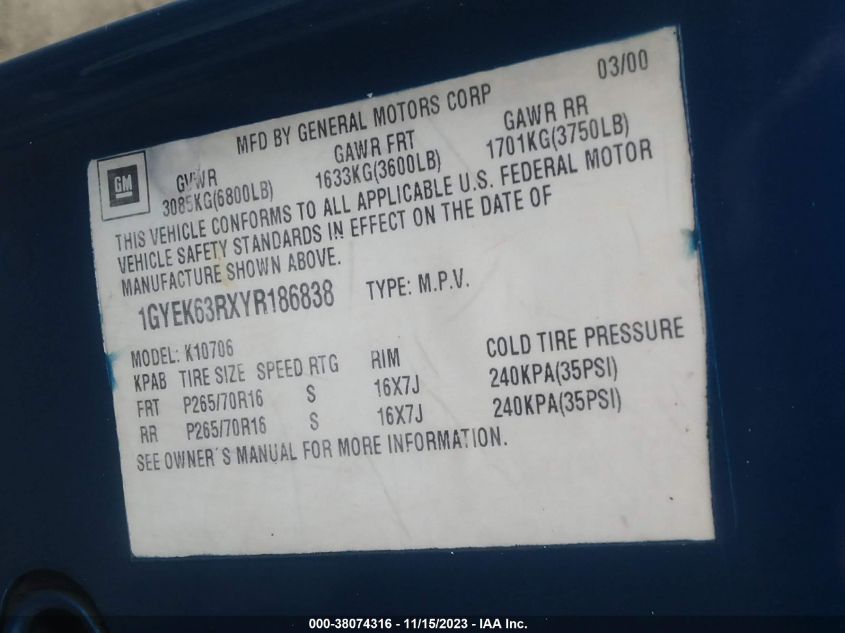 03/00
MFD BY GENERAL MOTORS CORP
GM
GVWR GAWR FRT GAWR RR
3085KG(6800LB) 1633KG(3600LB) 1701KG(3750LB)
THIS VEHICLE CONFORMS TO ALL APPLICABLE U.S. FEDERAL MOTOR
VEHICLE SAFETY STANDARDS IN EFFECT ON THE DATE OF
MANUFACTURE SHOWN ABOVE.
1GYEK63RXYR186838 TYPE: M.P.V.
MODEL: K10706
KPAB TIRE SIZE SPEED RTG RIM COLD TIRE PRESSURE
FRT P265/70R16 S 16X7J 240KPA(35PSI)
RR P265/70R16 S 16X7J 240KPA(35PSI)
SEE OWNER'S MANUAL FOR MORE INFORMATION.
000-38074316 - 11/15/2023 - IAA Inc.